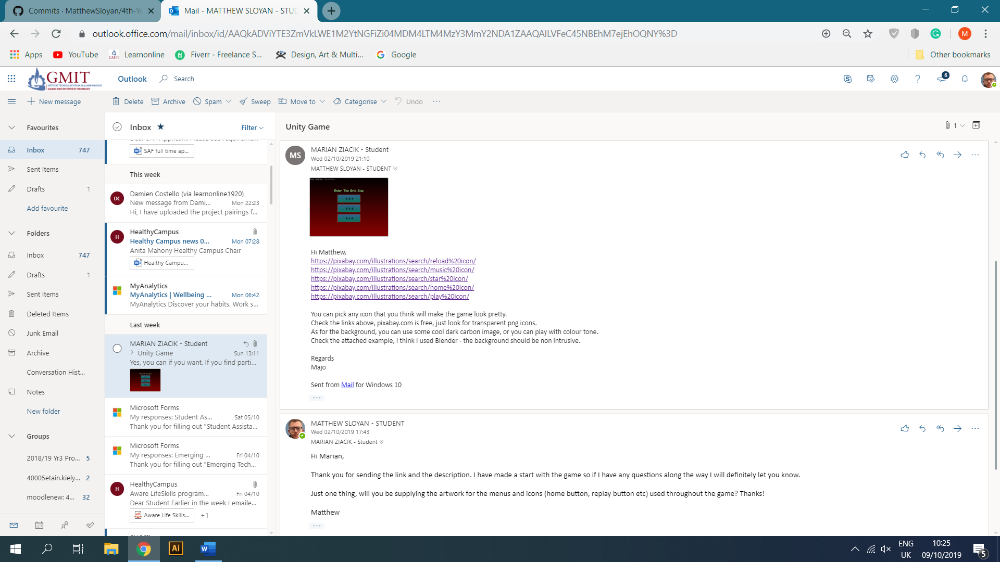 Commits · MatthewSloyan/4th-Ye
Mail - MATTHEW SLOYAN - STUD
outlook.office.com/mail/inbox/id/AAQkADViYTE3ZmVkLWE1M2YtNGFiZi04MDM4LTM4MzY3MmY2NDA1ZAAQAILVFeC45NBEhM7ejEhOQNY%3D
M
Apps
YouTube
Learnonline
Fiverr - Freelance S...
Design, Art & Multi...
Google
Other bookmarks
GMIT
Outlook
Search
6
New message
Delete
Archive
Spam
Sweep
Move to
Categorise
Undo
Favourites
Inbox 747
Sent Items
Drafts 1
Add favourite
Folders
Inbox 747
Drafts 1
Sent Items
Deleted Items
Junk Email
Archive
Conversation Hist...
Notes
New folder
Groups
2018/19 Yr3 Pro... 5
40005etain.kiely... 2
moodlenew: 4... 32
Inbox
Filter
SAF full time ap...
This week
DC
Damien Costello (via learnonline1920)
New message from Dami... Mon 22:23
Hi, I have uploaded the project pairings f...
H
HealthyCampus
Healthy Campus news 0... Mon 07:28
Anita Mahony Healthy Campus Chair
Healthy Campu...
MyAnalytics
MyAnalytics | Wellbeing ... Mon 06:42
MyAnalytics Discover your habits. Work s...
Last week
MARIAN ZIACIK - Student
Unity Game Sun 13:11
Yes, you can if you want. If you find parti...
Microsoft Forms
My responses: Student As... Sat 05/10
Thank you for filling out "Student Assista...
Microsoft Forms
My responses: Emerging ... Fri 04/10
Thank you for filling out "Emerging Tech...
H
HealthyCampus
Aware LifeSkills program... Fri 04/10
Dear Student Earlier in the week I emaile...
Aware Life Skills... +1
Unity Game
1
MS
MARIAN ZIACIK - Student
Wed 02/10/2019 21:10
MATTHEW SLOYAN - STUDENT
Enter The Grid Size
4 X 4
6 X 6
8 x 8
Hi Matthew,
https://pixabay.com/illustrations/search/reload%20icon/
https://pixabay.com/illustrations/search/music%20icon/
https://pixabay.com/illustrations/search/star%20icon/
https://pixabay.com/illustrations/search/home%20icon/
https://pixabay.com/illustrations/search/play%20icon/
You can pick any icon that you think will make the game look pretty.
Check the links above, pixabay.com is free, just look for transparent png icons.
As for the background, you can use some cool dark carbon image, or you can play with colour tone.
Check the attached example, I think I used Blender - the background should be non intrusive.
Regards
Majo
Sent from Mail for Windows 10
...
MATTHEW SLOYAN - STUDENT
Wed 02/10/2019 17:43
MARIAN ZIACIK - Student
Hi Marian,
Thank you for sending the link and the description. I have made a start with the game so if I have any questions along the way I will definitely let you know.
Just one thing, will you be supplying the artwork for the menus and icons (home button, replay button etc) used throughout the game? Thanks!
Matthew
...
Ai
W
ENG
UK
10:25
09/10/2019
5